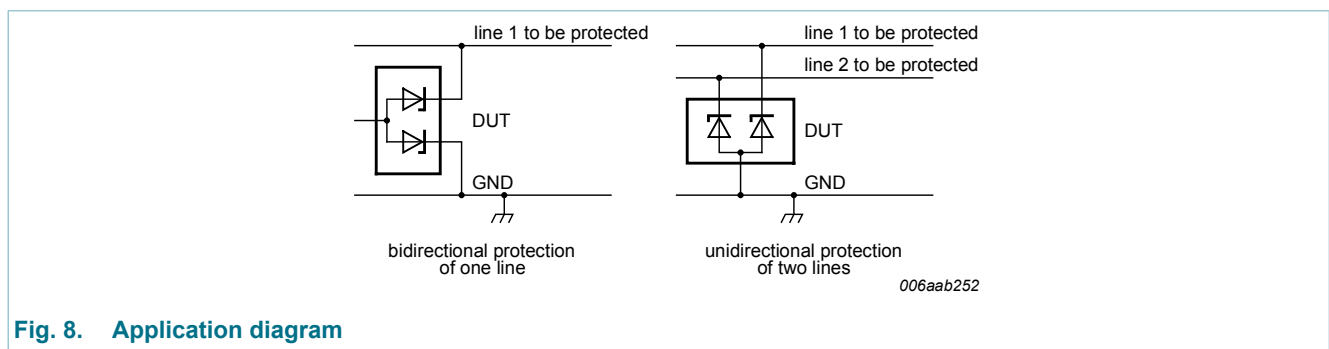 line 1 to be protected
DUT
GND
bidirectional protection
of one line
line 1 to be protected
line 2 to be protected
DUT
GND
unidirectional protection
of two lines
006aab252
Fig. 8. Application diagram